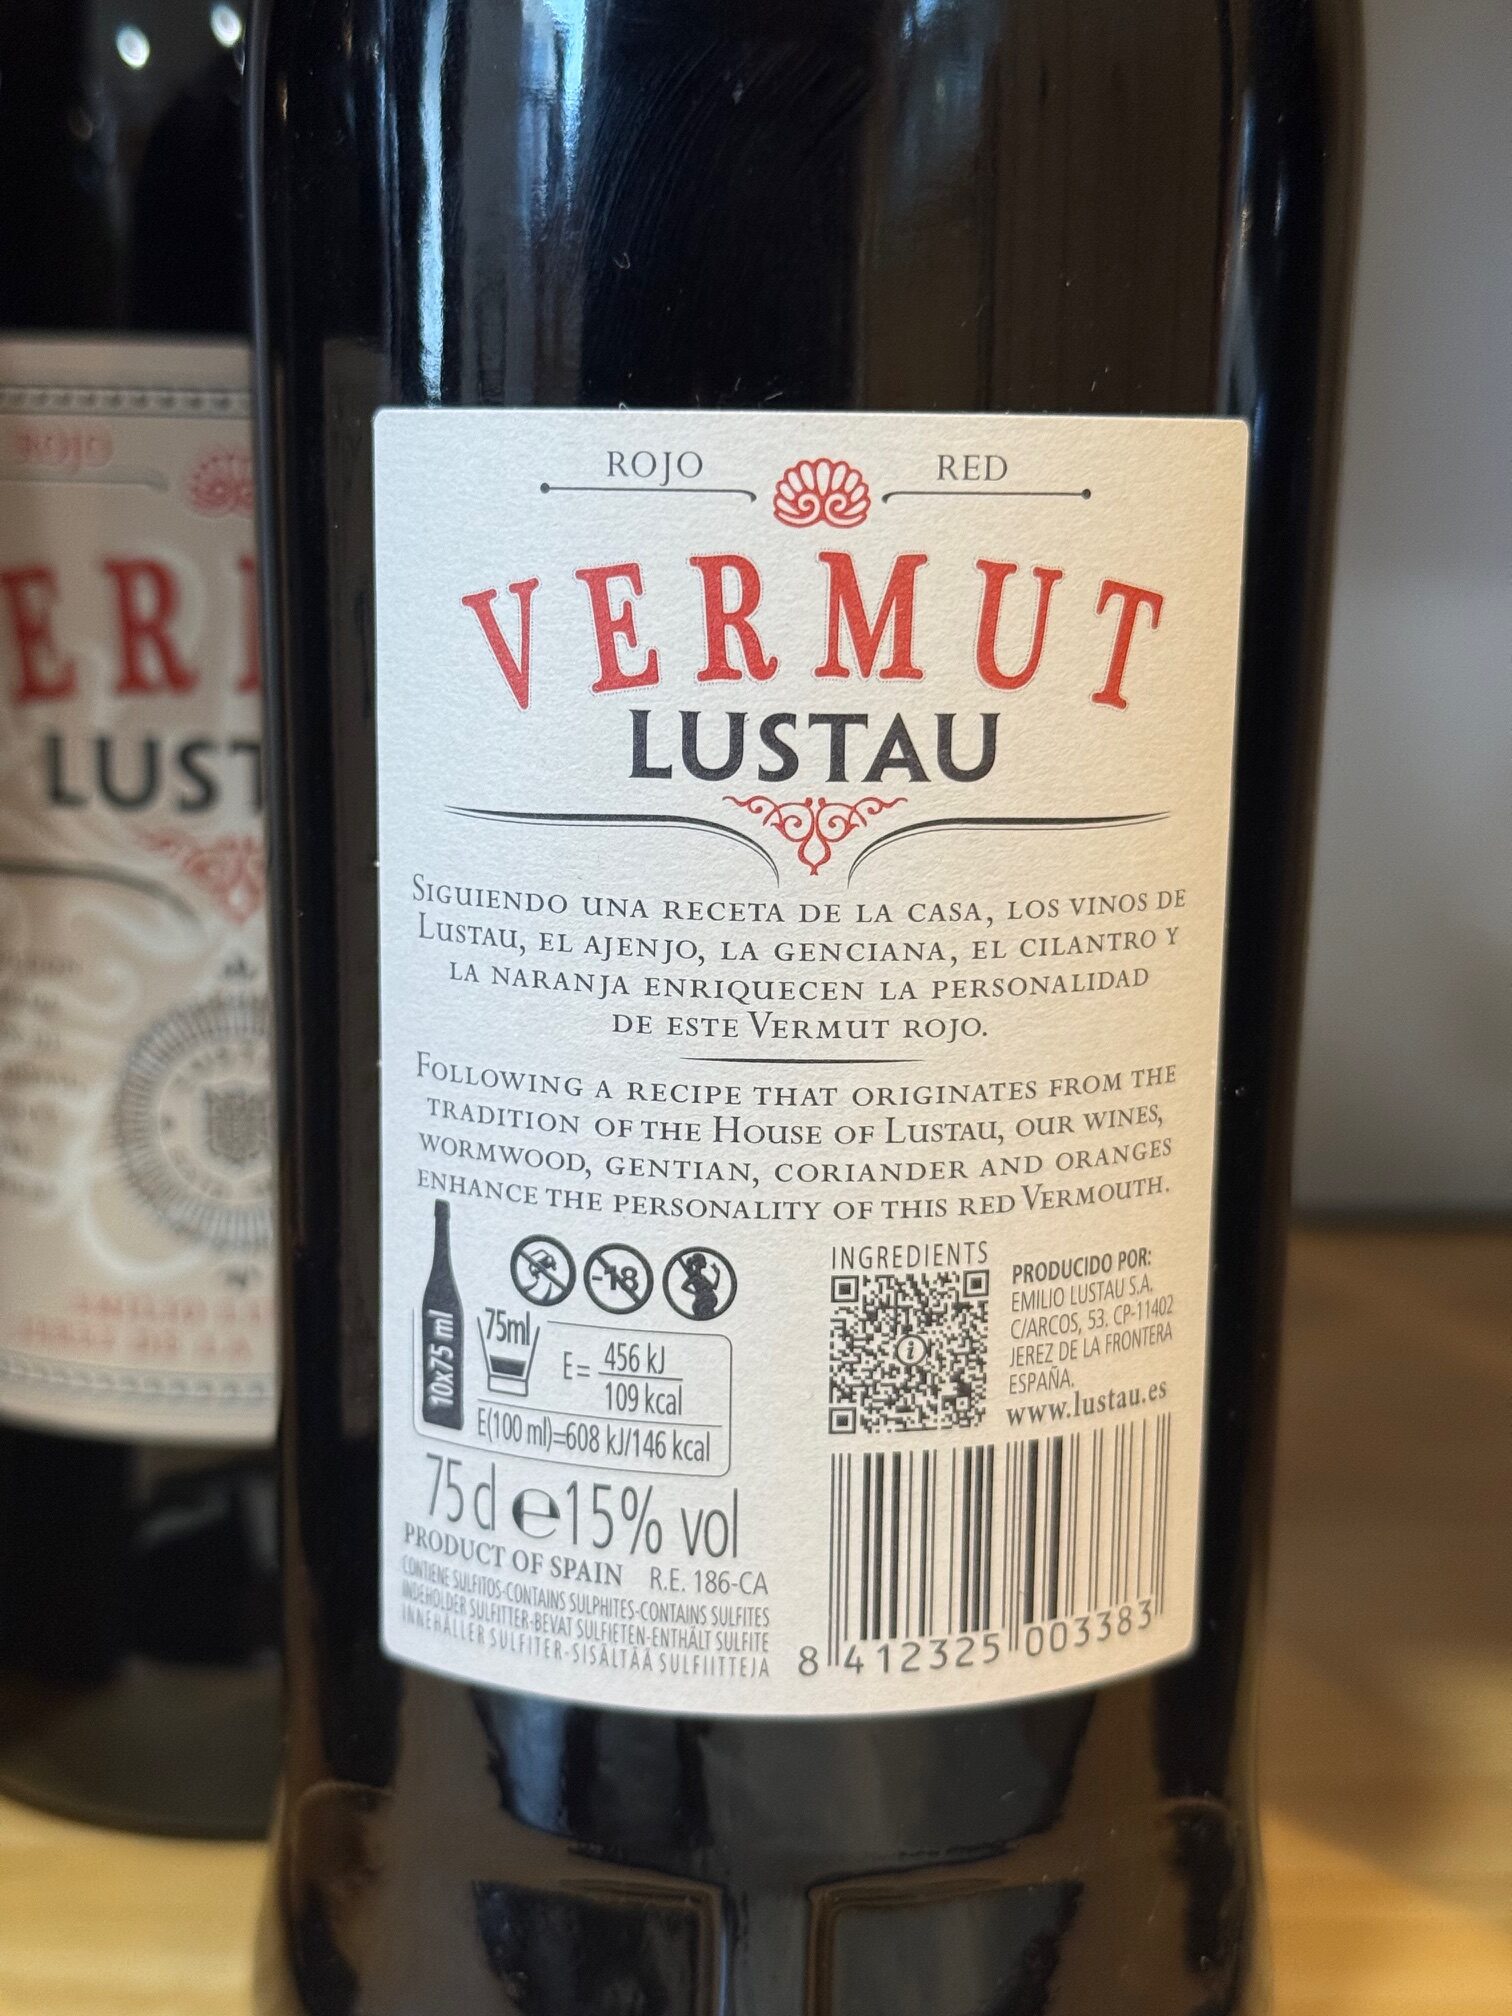 ROJO RED
VERMUT
LUSTAU
SIGUIENDO UNA RECETA DE LA CASA, LOS VINOS DE
LUSTAU, EL AJENJO, LA GENCIANA, EL CILANTRO Y
LA NARANJA ENRIQUECEN LA PERSONALIDAD
DE ESTE VERMUT ROJO.
FOLLOWING A RECIPE THAT ORIGINATES FROM THE
TRADITION OF THE HOUSE OF LUSTAU, OUR WINES,
WORMWOOD, GENTIAN, CORIANDER AND ORANGES
ENHANCE THE PERSONALITY OF THIS RED VERMOUTH.
-18
10x75 ml
75ml
E= 456 kJ
109 kcal
E(100 ml)=608 kJ/146 kcal
75 cl e 15% vol
PRODUCT OF SPAIN R.E. 186-CA
CONTIENE SULFITOS-CONTAINS SULPHITES-CONTAINS SULFITES
INDEHOLDER SULFITTER-BEVAT SULFIETEN-ENTHÄLT SULFITE
INNEHÅLLER SULFITER-SISÄLTÄÄ SULFIITTEJA
INGREDIENTS
i
PRODUCIDO POR:
EMILIO LUSTAU S.A.
C/ARCOS, 53. CP-11402
JEREZ DE LA FRONTERA
ESPAÑA.
www.lustau.es
8 412325 003383
ROJO
ER
LUST